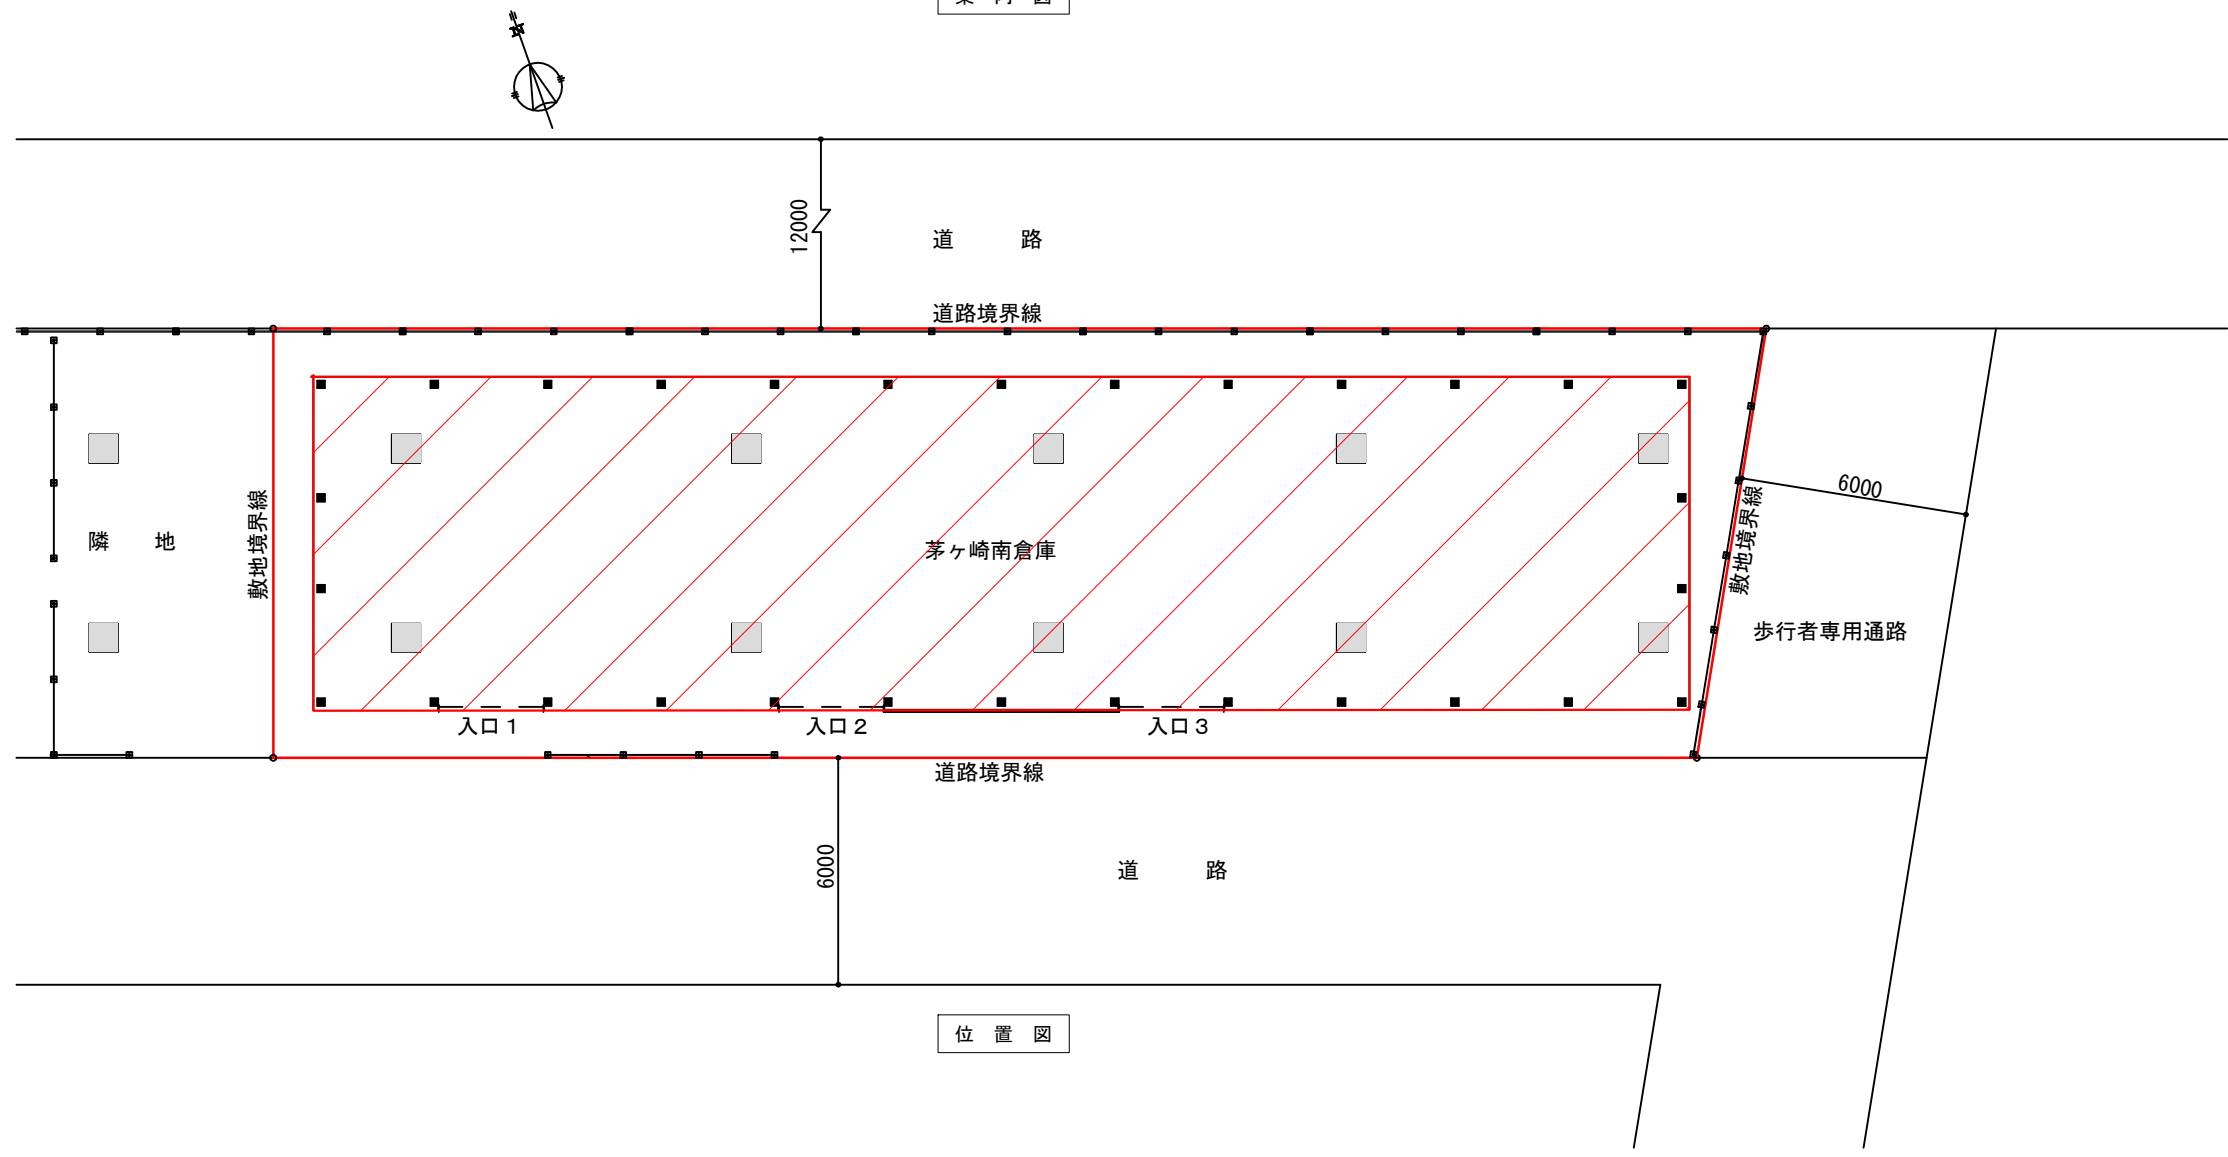 12000
道　　路
道路境界線
6000
敷地境界線
敷地境界線
隣　地
茅ヶ崎南倉庫
歩行者専用通路
入口1
入口2
入口3
道路境界線
6000
道　　路
位　置　図